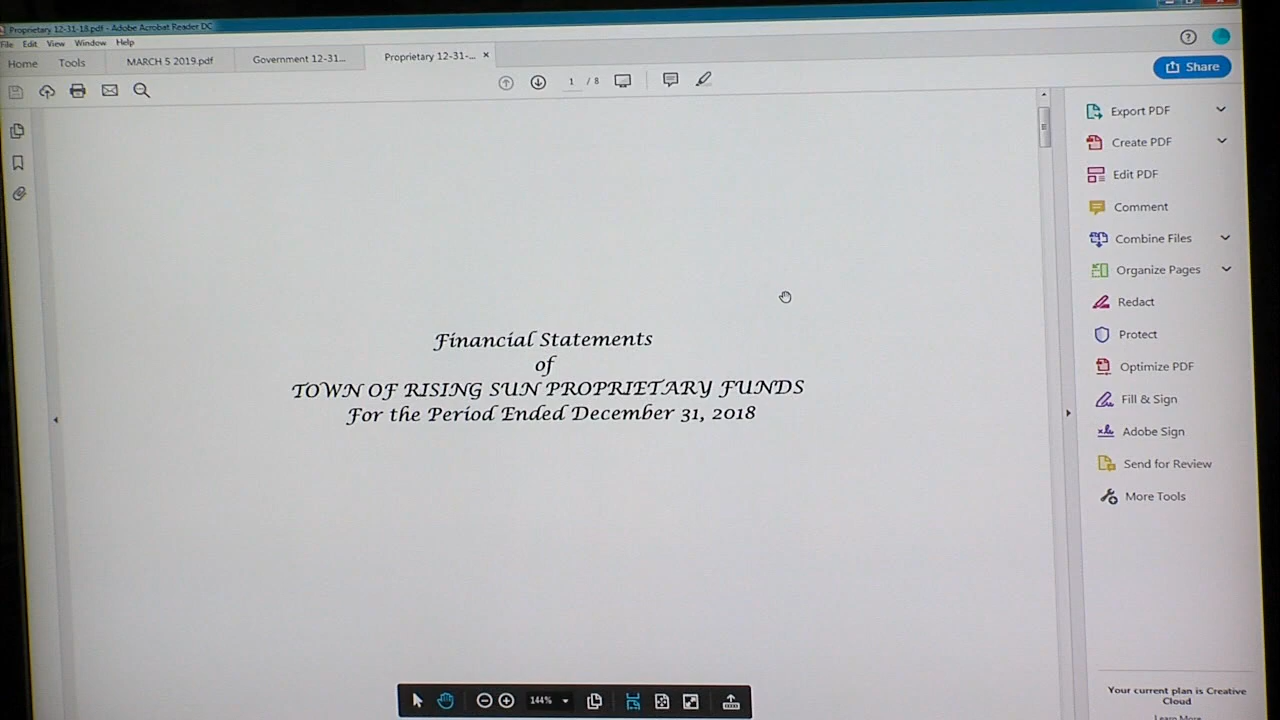 Proprietary 12-31-18.pdf - Adobe Acrobat Reader DC
File Edit View Window Help
Home Tools MARCH 5 2019.pdf Government 12-31... Proprietary 12-31-... ×
1 / 8
Share
Export PDF
Create PDF
Edit PDF
Comment
Combine Files
Organize Pages
Redact
Protect
Optimize PDF
Fill & Sign
Adobe Sign
Send for Review
More Tools
Financial Statements
of
TOWN OF RISING SUN PROPRIETARY FUNDS
For the Period Ended December 31, 2018
144%
Your current plan is Creative
Cloud
Learn More